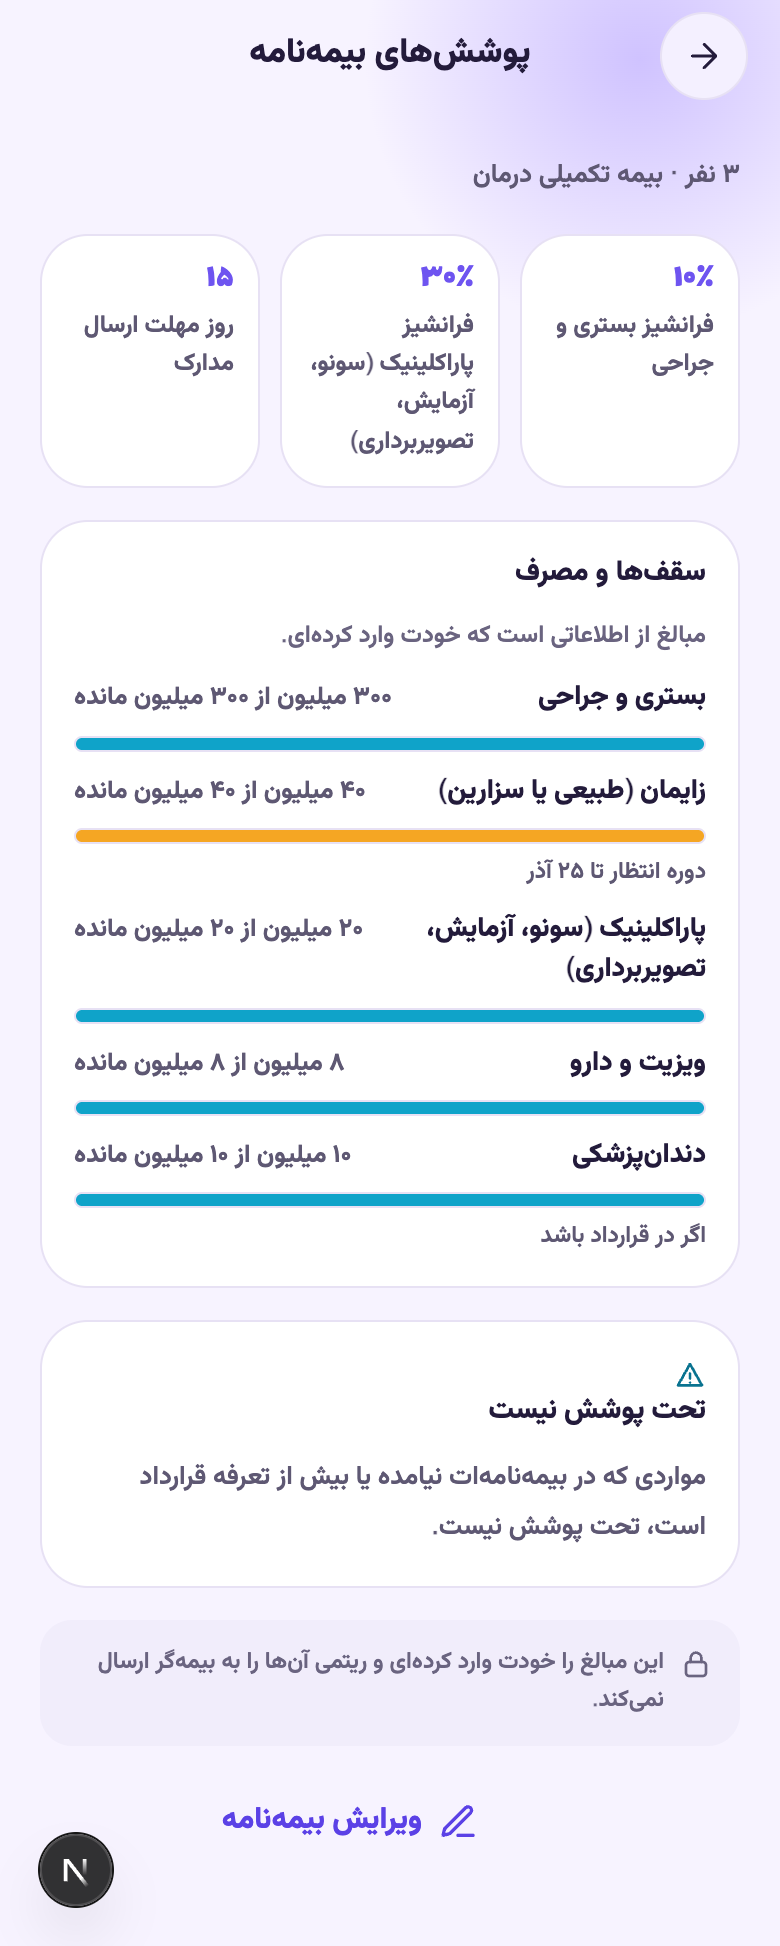 پوشش‌های بیمه‌نامه
۳ نفر · بیمه تکمیلی درمان
۱۰٪
فرانشیز بستری و
جراحی
۳۰٪
فرانشیز
پاراکلینیک (سونو،
آزمایش،
تصویربرداری)
۱۵
روز مهلت ارسال
مدارک
سقف‌ها و مصرف
مبالغ از اطلاعاتی است که خودت وارد کرده‌ای.
بستری و جراحی
۳۰۰ میلیون از ۳۰۰ میلیون مانده
زایمان (طبیعی یا سزارین)
۴۰ میلیون از ۴۰ میلیون مانده
دوره انتظار تا ۲۵ آذر
پاراکلینیک (سونو، آزمایش،
تصویربرداری)
۲۰ میلیون از ۲۰ میلیون مانده
ویزیت و دارو
۸ میلیون از ۸ میلیون مانده
دندان‌پزشکی
۱۰ میلیون از ۱۰ میلیون مانده
اگر در قرارداد باشد
تحت پوشش نیست
مواردی که در بیمه‌نامه‌ات نیامده یا بیش از تعرفه قرارداد
است، تحت پوشش نیست.
این مبالغ را خودت وارد کرده‌ای و ریتمی آن‌ها را به بیمه‌گر ارسال
نمی‌کند.
ویرایش بیمه‌نامه
N